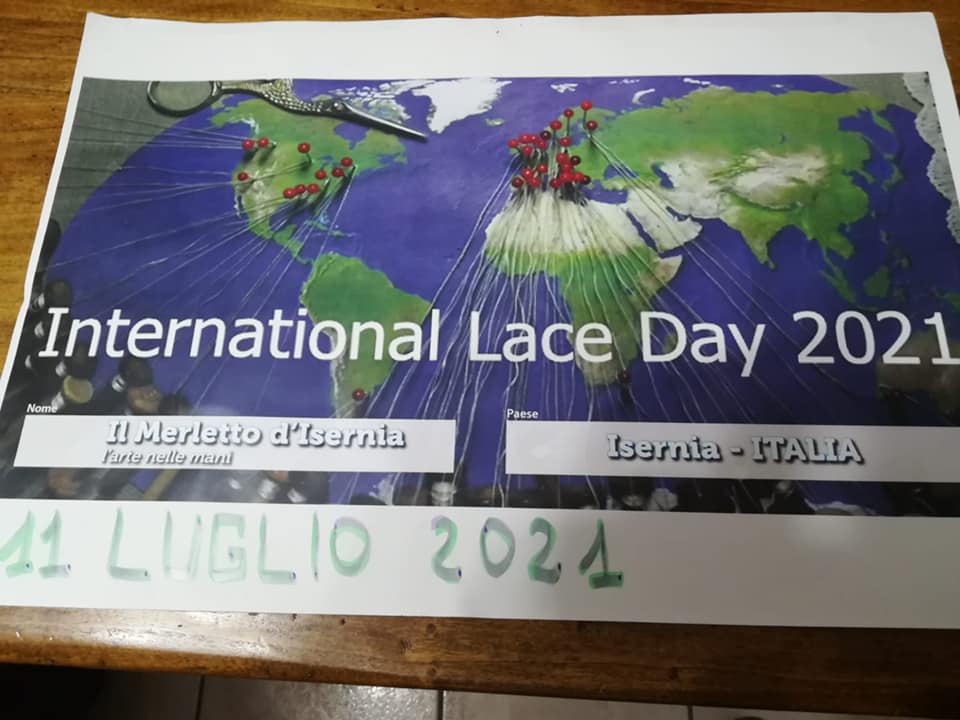 International Lace Day 2021
Nome
Il Merletto d'Isernia
l'arte nelle mani
Paese
Isernia - ITALIA
11 LUGLIO 2021